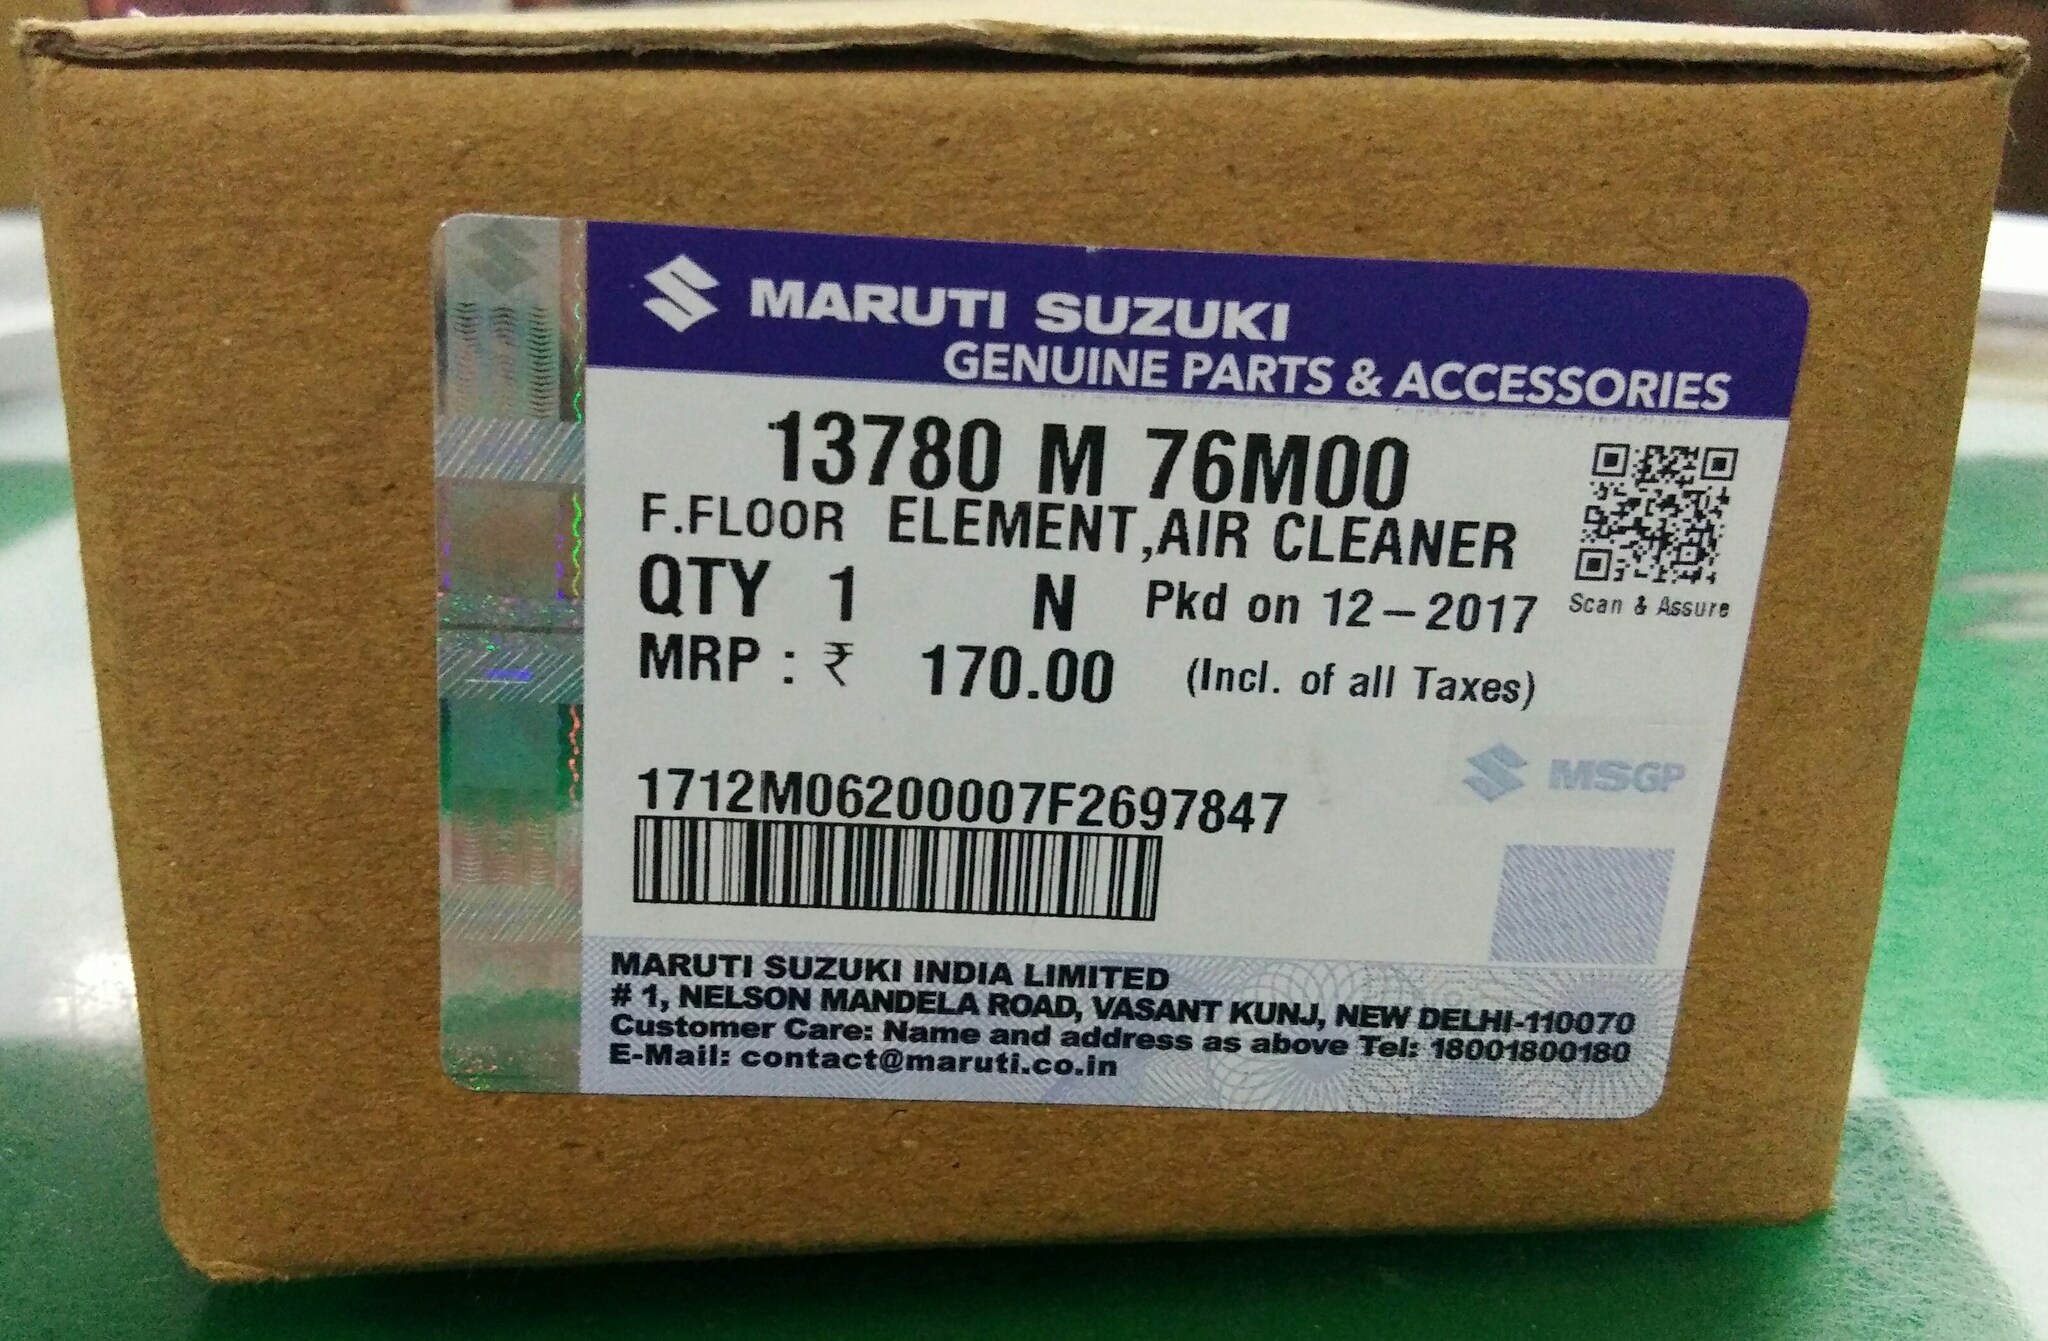 MARUTI SUZUKI
GENUINE PARTS & ACCESSORIES
13780 M 76M00
F.FLOOR ELEMENT,AIR CLEANER
QTY 1 N Pkd on 12-2017
Scan & Assure
MRP : ₹ 170.00 (Incl. of all Taxes)
MSGP
1712M06200007F2697847
MARUTI SUZUKI INDIA LIMITED
# 1, NELSON MANDELA ROAD, VASANT KUNJ, NEW DELHI-110070
Customer Care: Name and address as above Tel: 18001800180
E-Mail: contact@maruti.co.in